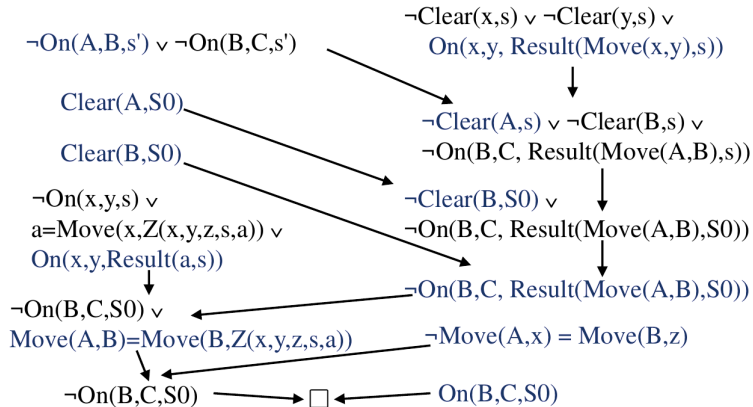 ¬Clear(x,s) ∨ ¬Clear(y,s) ∨
On(x,y, Result(Move(x,y),s))
¬On(A,B,s') ∨ ¬On(B,C,s')
Clear(A,S0)
¬Clear(A,s) ∨ ¬Clear(B,s) ∨
¬On(B,C, Result(Move(A,B),s))
Clear(B,S0)
¬Clear(B,S0) ∨
¬On(B,C, Result(Move(A,B),S0))
¬On(x,y,s) ∨
a=Move(x,Z(x,y,z,s,a)) ∨
On(x,y,Result(a,s))
¬On(B,C, Result(Move(A,B),S0))
¬On(B,C,S0) ∨
Move(A,B)=Move(B,Z(x,y,z,s,a))
¬Move(A,x) = Move(B,z)
¬On(B,C,S0)
On(B,C,S0)